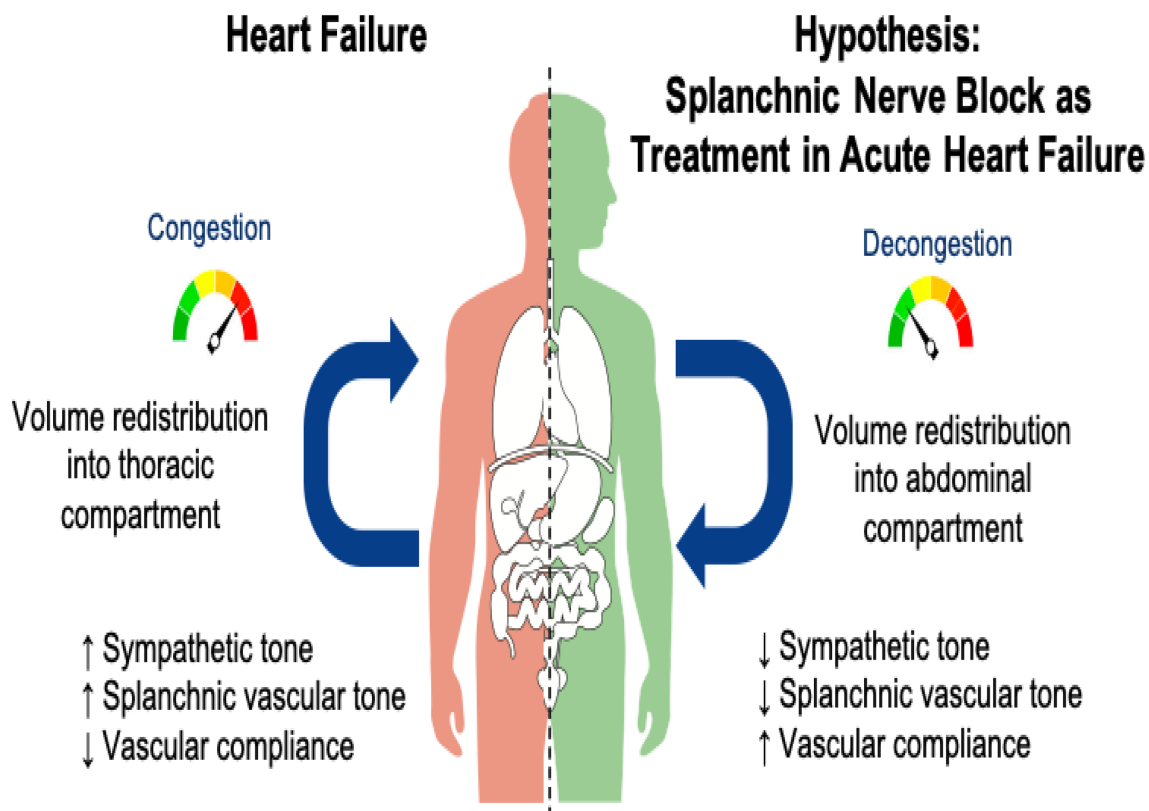 Heart Failure
Hypothesis:
Splanchnic Nerve Block as
Treatment in Acute Heart Failure
Congestion
Volume redistribution
into thoracic
compartment
↑ Sympathetic tone
↑ Splanchnic vascular tone
↓ Vascular compliance
Decongestion
Volume redistribution
into abdominal
compartment
↓ Sympathetic tone
↓ Splanchnic vascular tone
↑ Vascular compliance